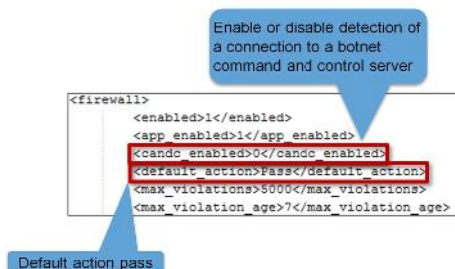 Enable or disable detection of
a connection to a botnet
command and control server
<firewall>
<enabled>1</enabled>
<app_enabled>1</app_enabled>
<candc_enabled>0</candc_enabled>
<default_action>Pass</default_action>
<max_violations>5000</max_violations>
<max_violation_age>7</max_violation_age>
Default action pass